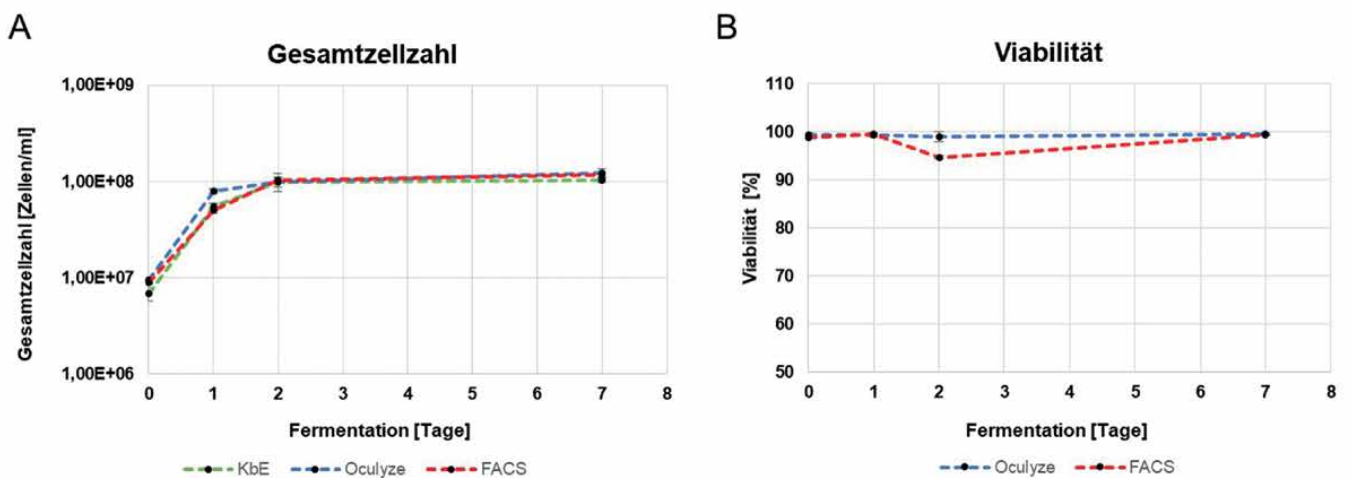 A
Gesamtzellzahl
Gesamtzellzahl [Zellen/ml]
1,00E+09
1,00E+08
1,00E+07
1,00E+06
0 1 2 3 4 5 6 7 8
Fermentation [Tage]
KbE Oculyze FACS
B
Viabilität
Viabilität [%]
110
100
90
80
70
60
50
0 1 2 3 4 5 6 7 8
Fermentation [Tage]
Oculyze FACS